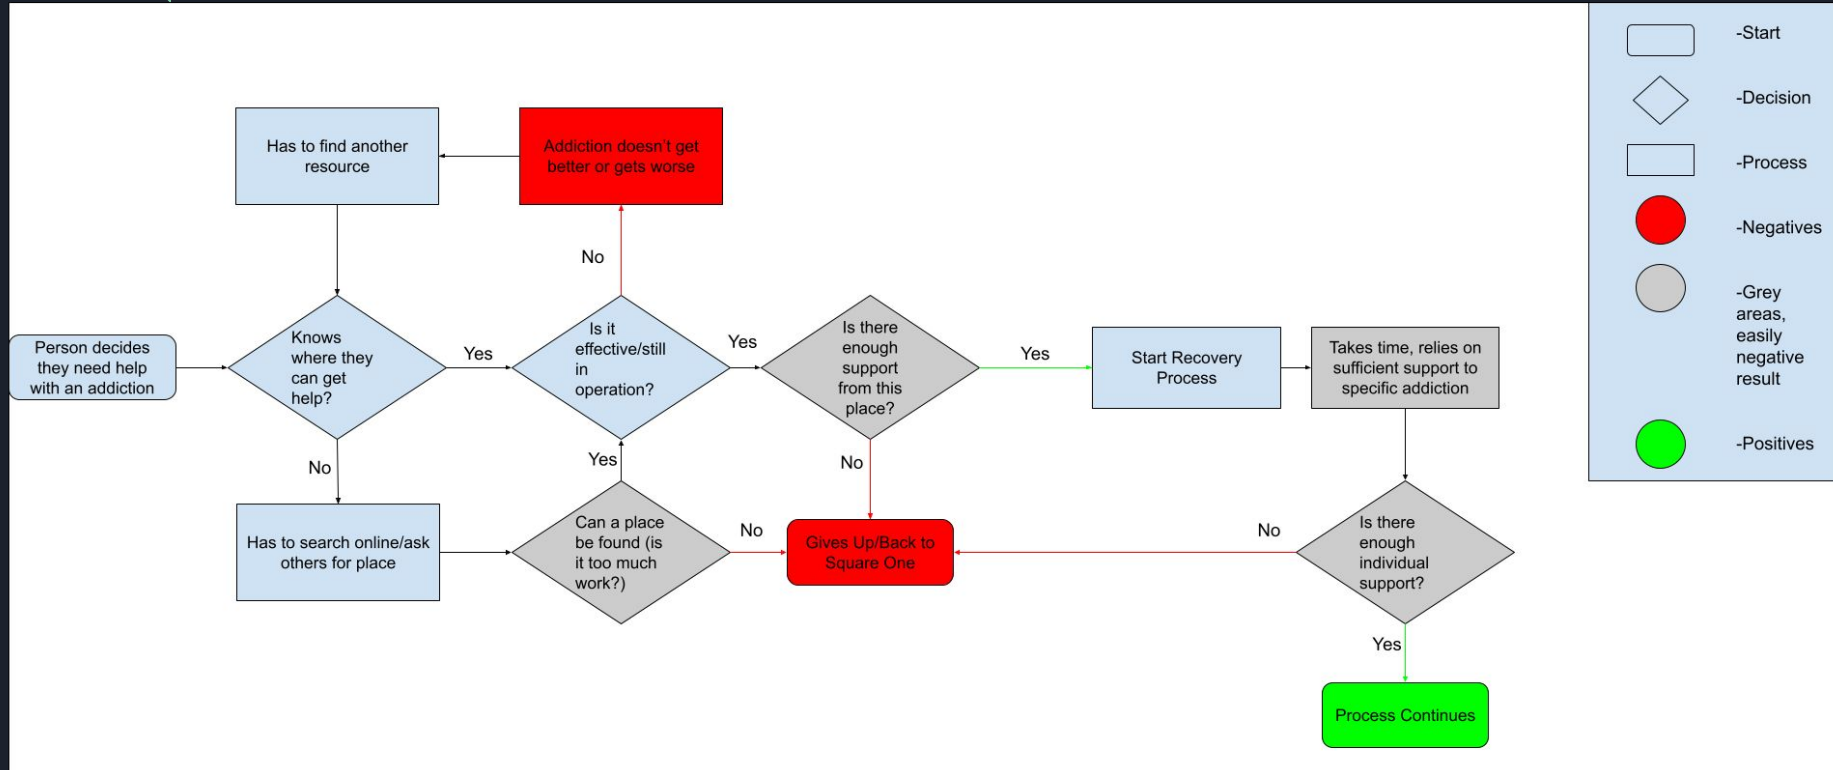 Has to find another
resource
Addiction doesn't get
better or gets worse
No
Person decides
they need help
with an addiction
Knows
where they
can get
help?
Yes
Is it
effective/still
in
operation?
Yes
Is there
enough
support
from this
place?
Yes
Start Recovery
Process
Takes time, relies on
sufficient support to
specific addiction
No
Yes
No
Has to search online/ask
others for place
Can a place
be found (is
it too much
work?)
No
Gives Up/Back to
Square One
No
Is there
enough
individual
support?
Yes
Process Continues
-Start
-Decision
-Process
-Negatives
-Grey
areas,
easily
negative
result
-Positives